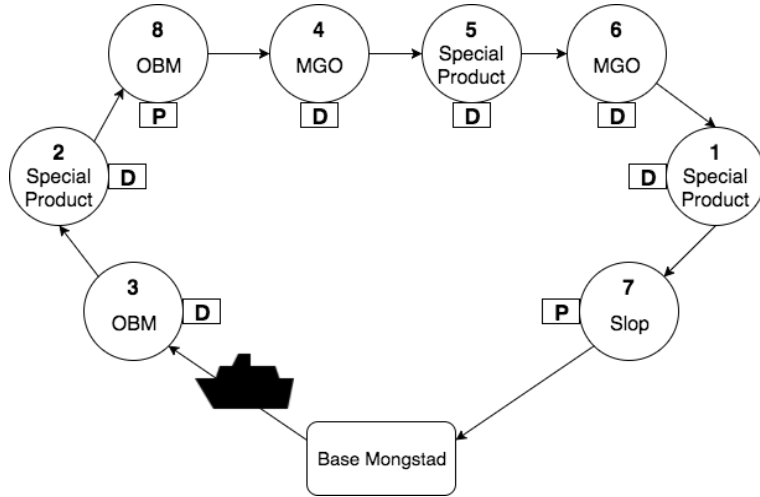 8
OBM
P
4
MGO
D
5
Special
Product
D
6
MGO
D
2
Special
Product
D
1
Special
Product
D
3
OBM
D
7
Slop
P
Base Mongstad